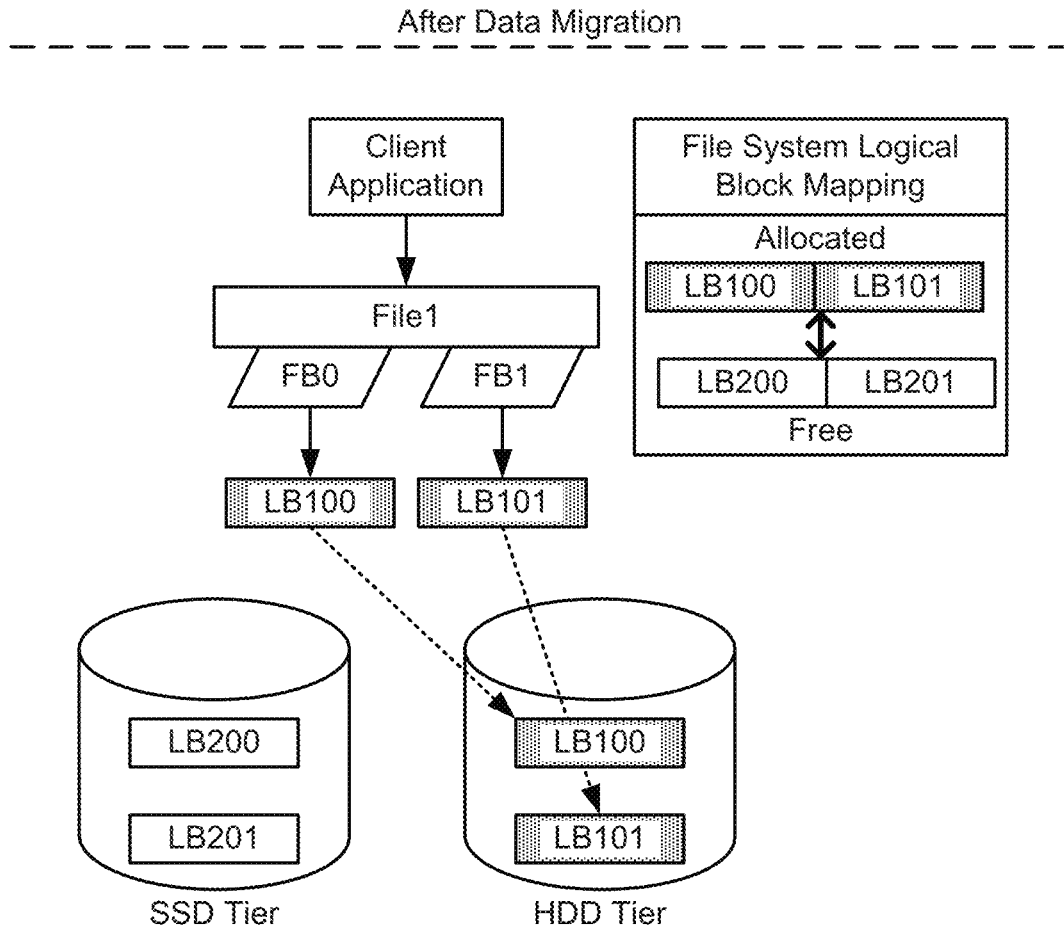 After Data Migration
Client
Application
File System Logical
Block Mapping
Allocated
LB100
LB101
LB200
LB201
Free
File1
FB0
FB1
LB100
LB101
LB200
LB201
SSD Tier
LB100
LB101
HDD Tier